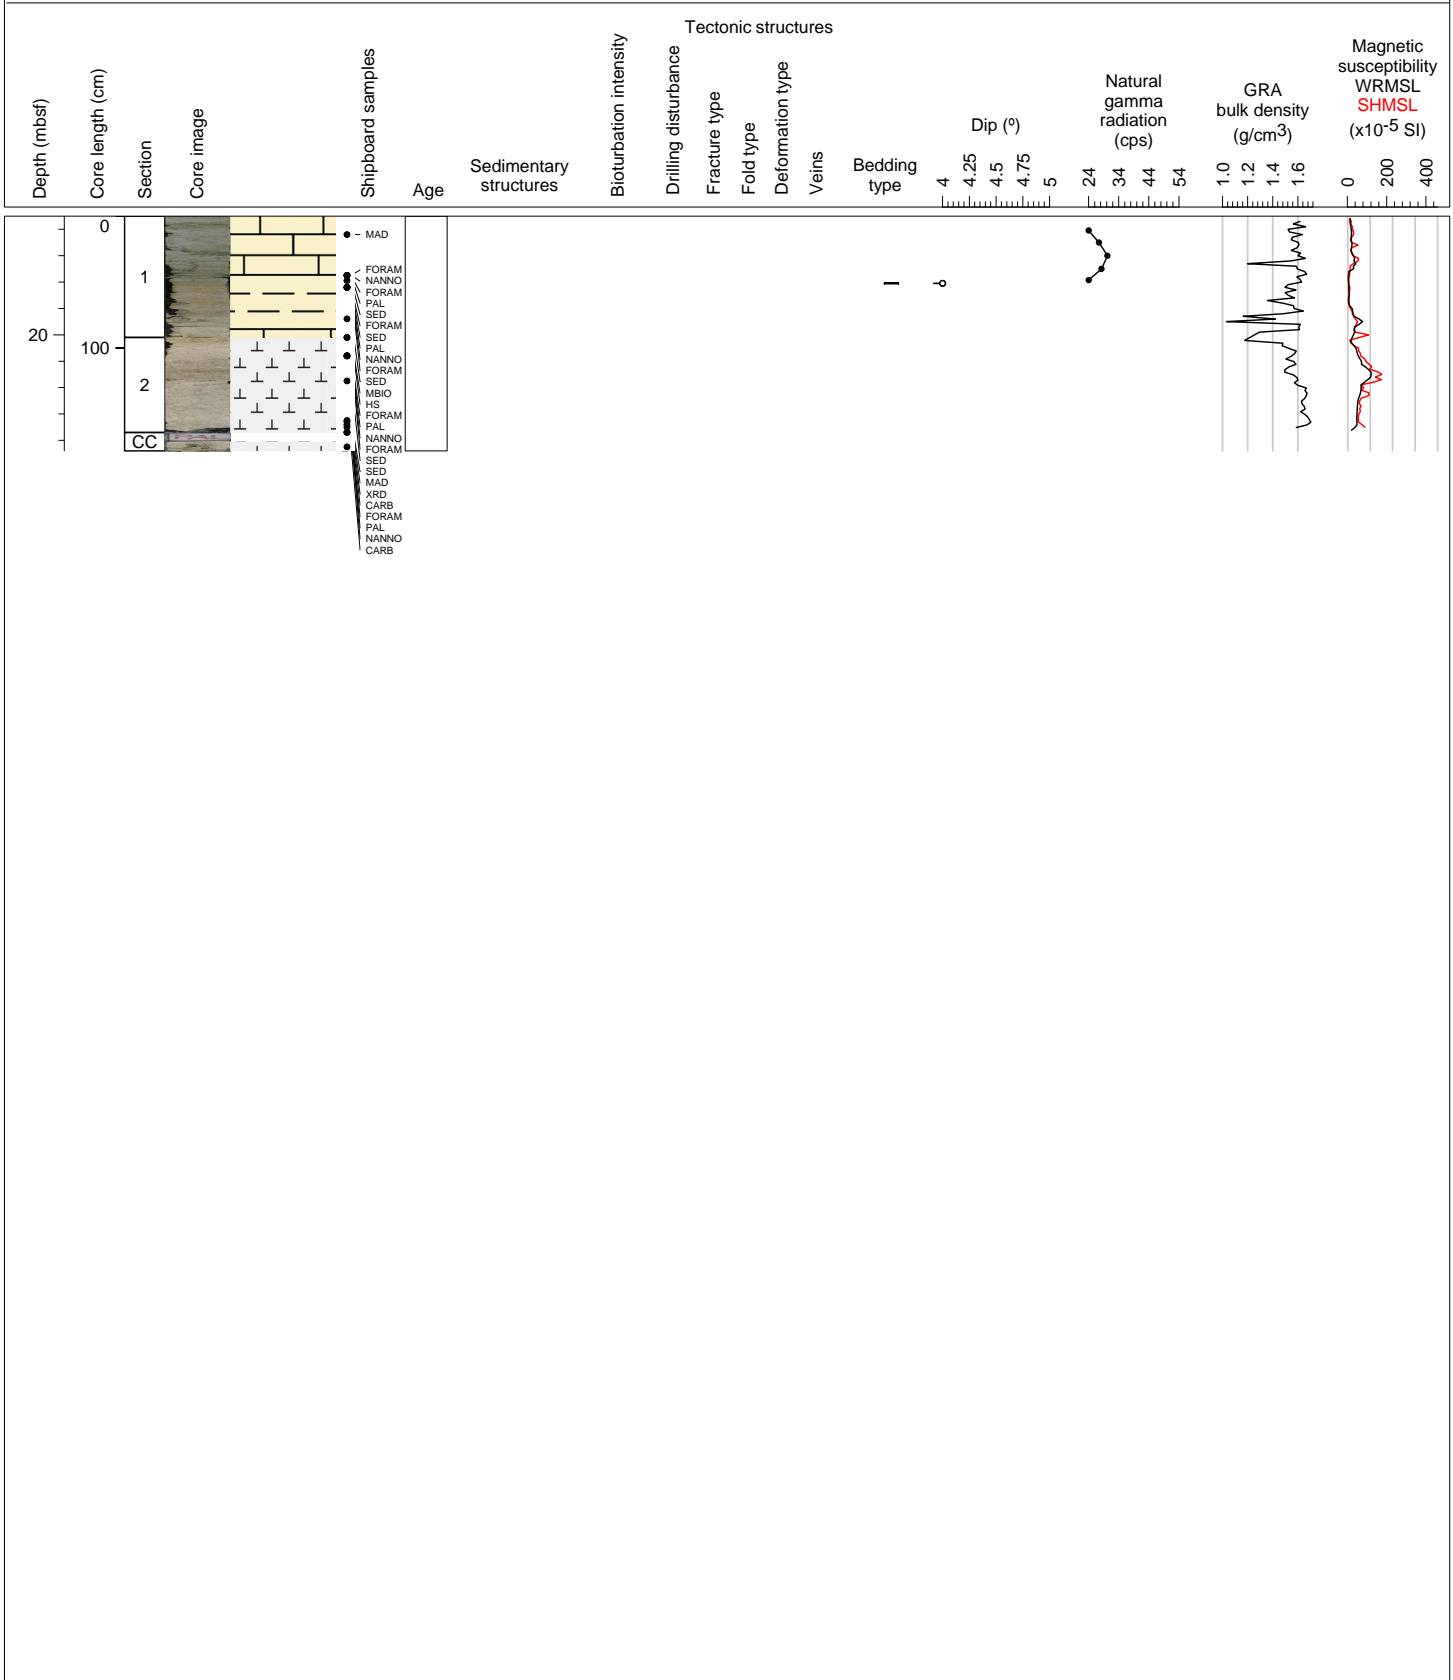 Tectonic structures
Depth (mbsf)
Core length (cm)
Section
Core image
Shipboard samples
Age
Sedimentary
structures
Bioturbation intensity
Drilling disturbance
Fracture type
Fold type
Deformation type
Veins
Bedding
type
Dip (º)
4
4.25
4.5
4.75
5
Natural
gamma
radiation
(cps)
24
34
44
54
GRA
bulk density
(g/cm3)
1.0
1.2
1.4
1.6
Magnetic
susceptibility
WRMSL
SHMSL
(x10-5 SI)
0
200
400
20
0
100
1
2
CC
MAD
FORAM
NANNO
FORAM
PAL
SED
FORAM
SED
PAL
NANNO
FORAM
SED
MBIO
HS
FORAM
PAL
NANNO
FORAM
SED
SED
MAD
XRD
CARB
FORAM
PAL
NANNO
CARB
PAL